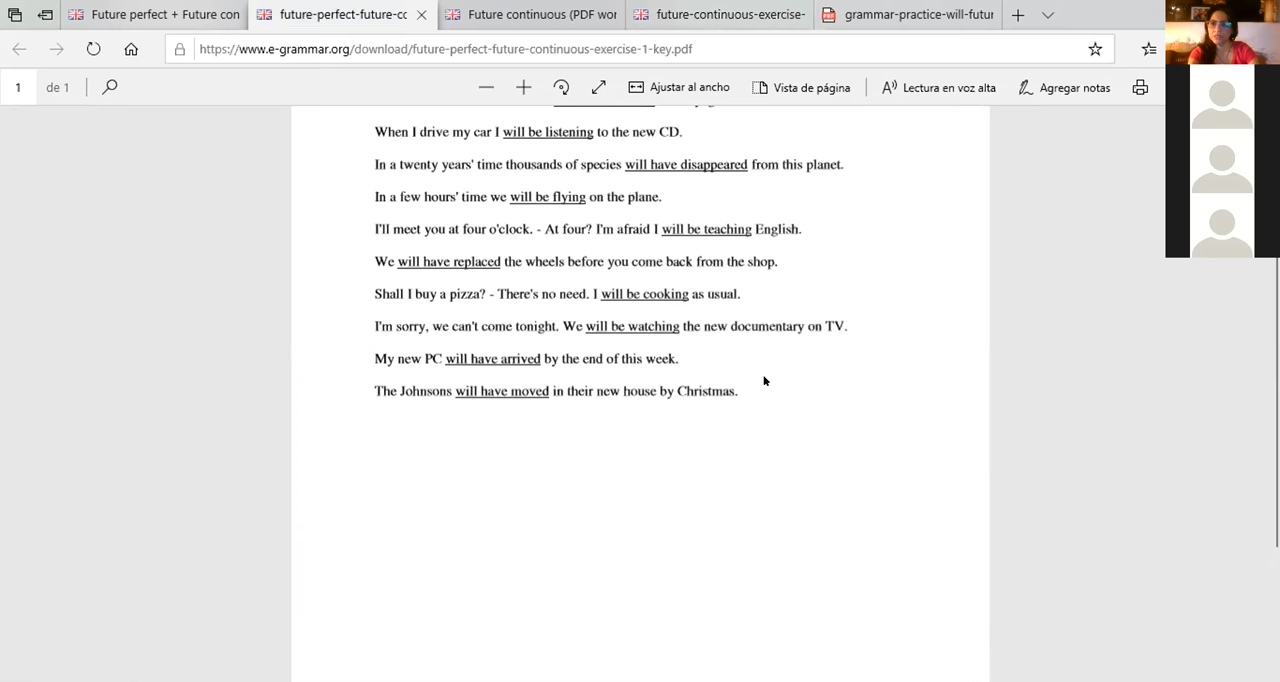 Future perfect + Future con
future-perfect-future-cc
Future continuous (PDF wor
future-continuous-exercise-
grammar-practice-will-futur
https://www.e-grammar.org/download/future-perfect-future-continuous-exercise-1-key.pdf
1 de 1
Ajustar al ancho
Vista de página
Lectura en voz alta
Agregar notas
When I drive my car I will be listening to the new CD.
In a twenty years' time thousands of species will have disappeared from this planet.
In a few hours' time we will be flying on the plane.
I'll meet you at four o'clock. - At four? I'm afraid I will be teaching English.
We will have replaced the wheels before you come back from the shop.
Shall I buy a pizza? - There's no need. I will be cooking as usual.
I'm sorry, we can't come tonight. We will be watching the new documentary on TV.
My new PC will have arrived by the end of this week.
The Johnsons will have moved in their new house by Christmas.